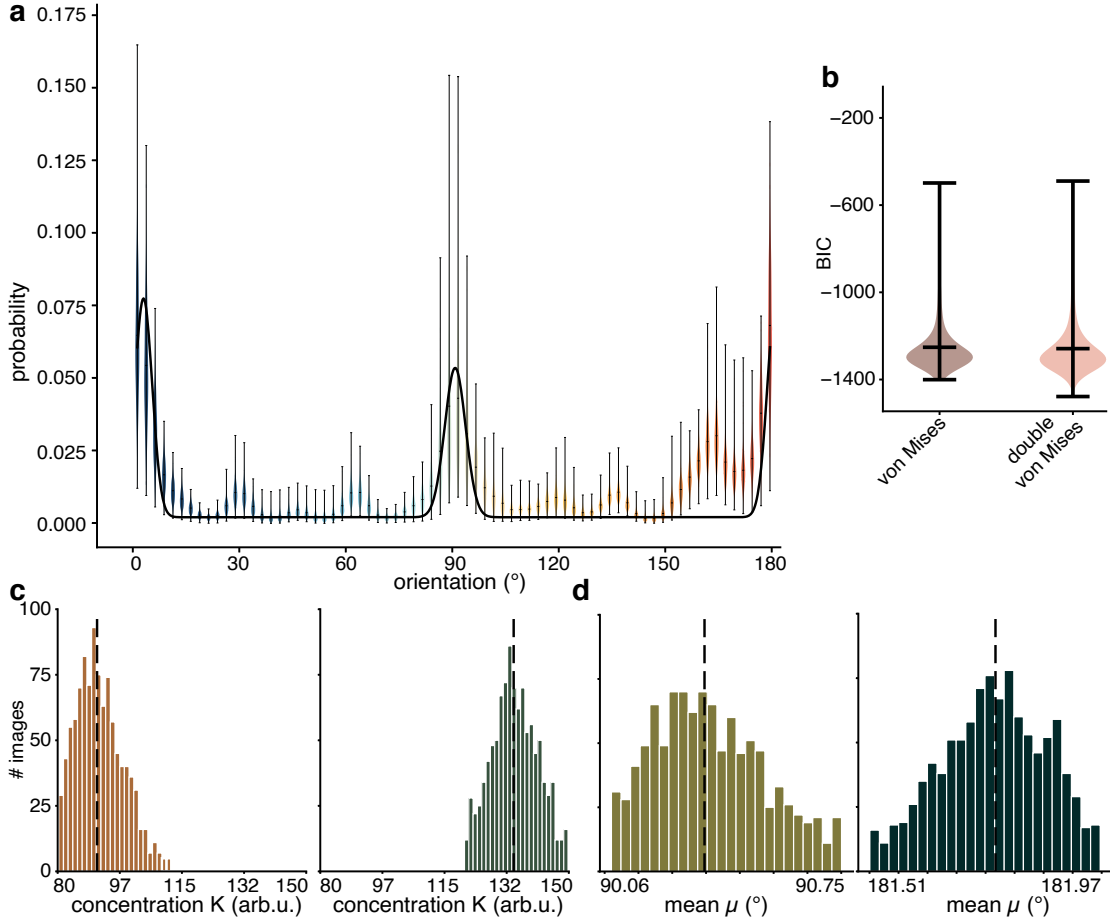 a
0.175
0.150
0.125
0.100
0.075
0.050
0.025
0.000
probability
0
30
60
90
120
150
180
orientation (°)
b
−200
−600
−1000
−1400
BIC
von Mises
double
von Mises
c
100
75
50
25
0
# images
80
97
115
132
150
concentration K (arb.u.)
80
97
115
132
150
concentration K (arb.u.)
d
90.06
90.75
mean μ (°)
181.51
181.97
mean μ (°)